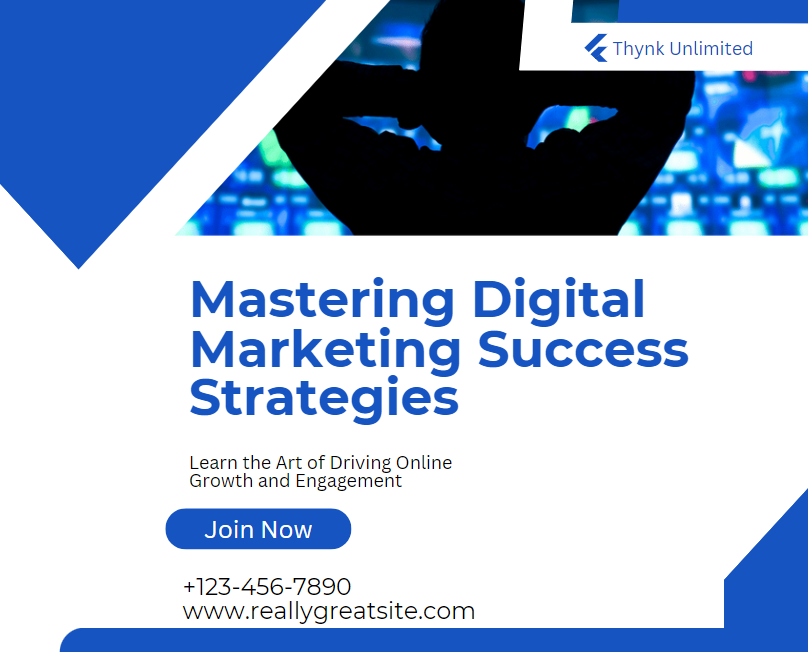 Thynk Unlimited
Mastering Digital
Marketing Success
Strategies
Learn the Art of Driving Online
Growth and Engagement
Join Now
+123-456-7890
www.reallygreatsite.com